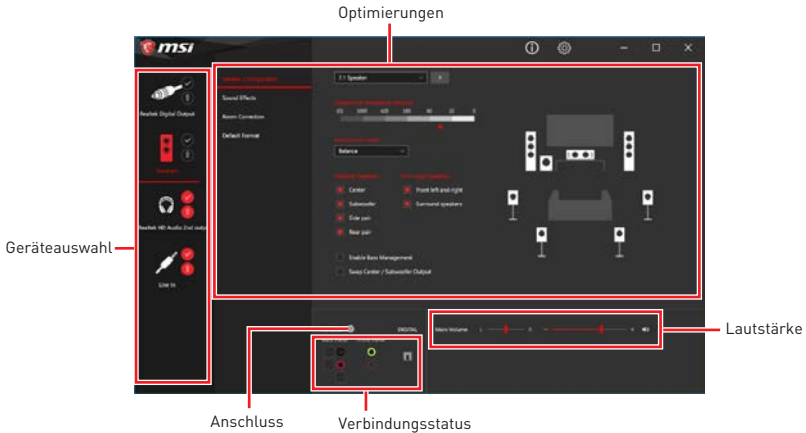 Optimierungen
msi
Speaker Configuration
7.1 Speaker
Sound Effects
Room Correction
Default Format
Realtek Digital Output
Balance
Speakers
Center
Front left and right
Subwoofer
Surround speakers
Side pair
Rear pair
Realtek HD Audio 2nd output
Enable Bass Management
Swap Center / Subwoofer Output
Line In
Geräteauswahl
DIGITAL
Main Volume
L
R
-
+
Lautstärke
Anschluss
Verbindungsstatus